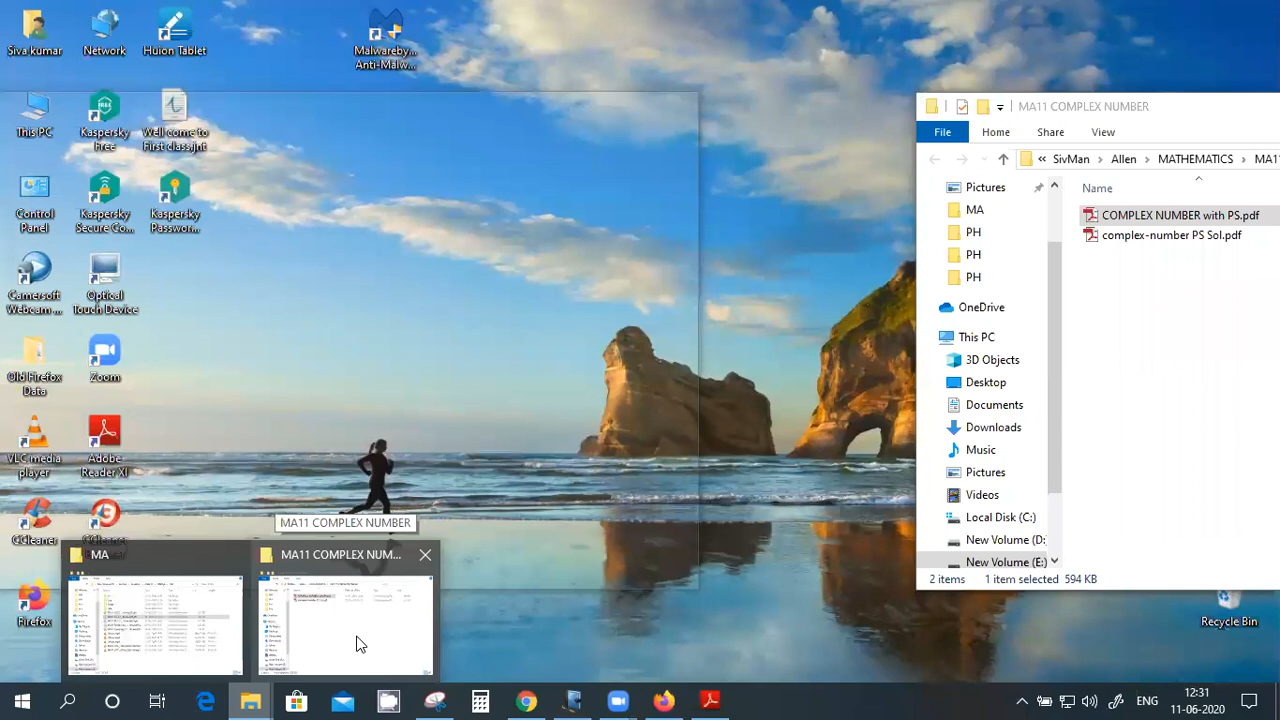 Siva kumar
Network
Huion Tablet
Malwareby...
Anti-Malw...
This PC
Kaspersky
Free
Well come to
First class.jnt
Control
Panel
Kaspersky
Secure Co...
Kaspersky
Passwor...
Camersoft
Webcam ...
Optical
Touch Device
Old Firefox
Data
Zoom
VLC media
player
Adobe
Reader XI
CCleaner
Firefox
Recycle Bin
MA11 COMPLEX NUMBER
File
Home
Share
View
« SivMan > Allen > MATHEMATICS > MA11
Name
COMPLEX NUMBER with PS.pdf
complex-number PS Sol.pdf
Pictures
MA
PH
PH
PH
OneDrive
This PC
3D Objects
Desktop
Documents
Downloads
Music
Pictures
Videos
Local Disk (C:)
New Volume (D:
New Volume
2 items
1 item selected 594 KB
MA11 COMPLEX NUMBER
MA
MA11 COMPLEX NUM...
ENG
12:31
11-06-2020